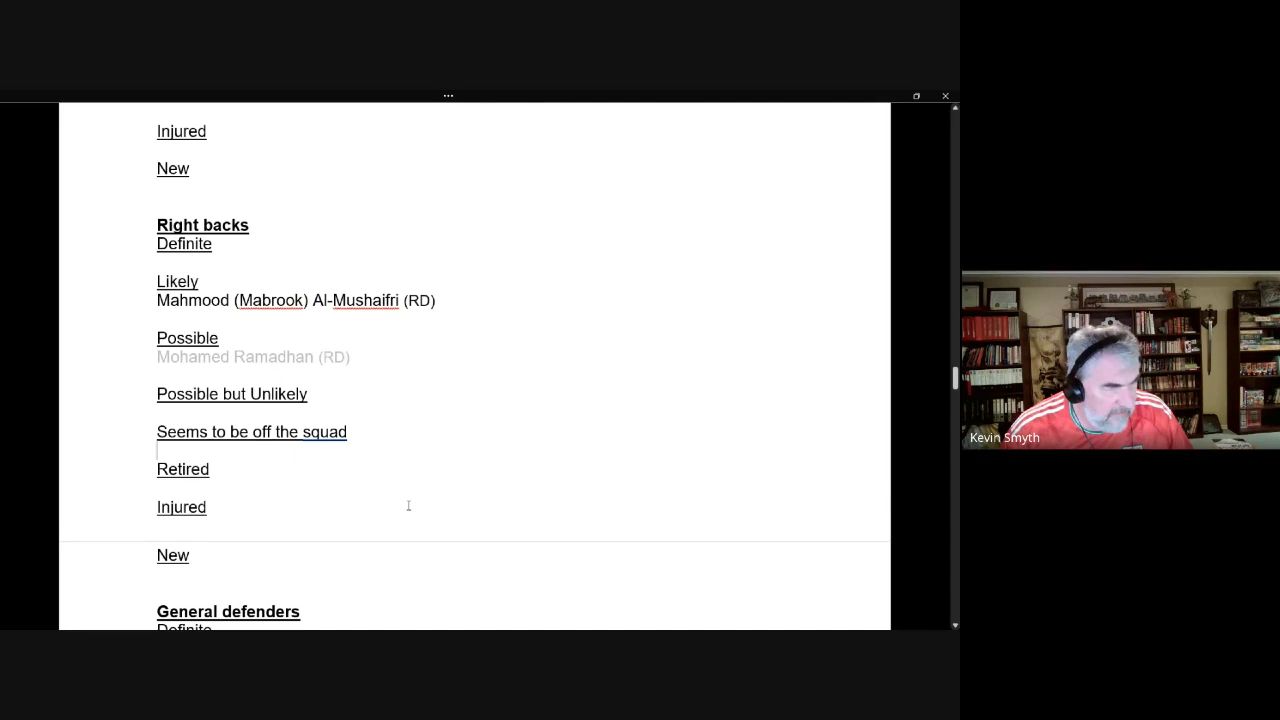 Injured
New
Right backs
Definite
Likely
Mahmood (Mabrook) Al-Mushaifri (RD)
Possible
Mohamed Ramadhan (RD)
Possible but Unlikely
Seems to be off the squad
Retired
Injured
New
General defenders
Definite
Kevin Smyth